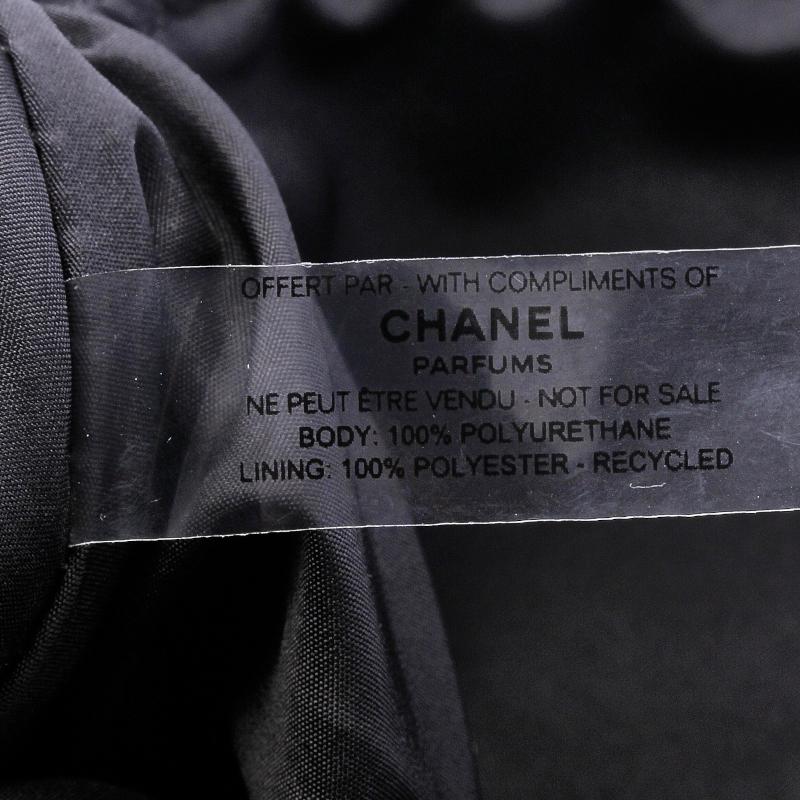 OFFERT PAR - WITH COMPLIMENTS OF
CHANEL
PARFUMS
NE PEUT ÊTRE VENDU - NOT FOR SALE
BODY: 100% POLYURETHANE
LINING: 100% POLYESTER - RECYCLED